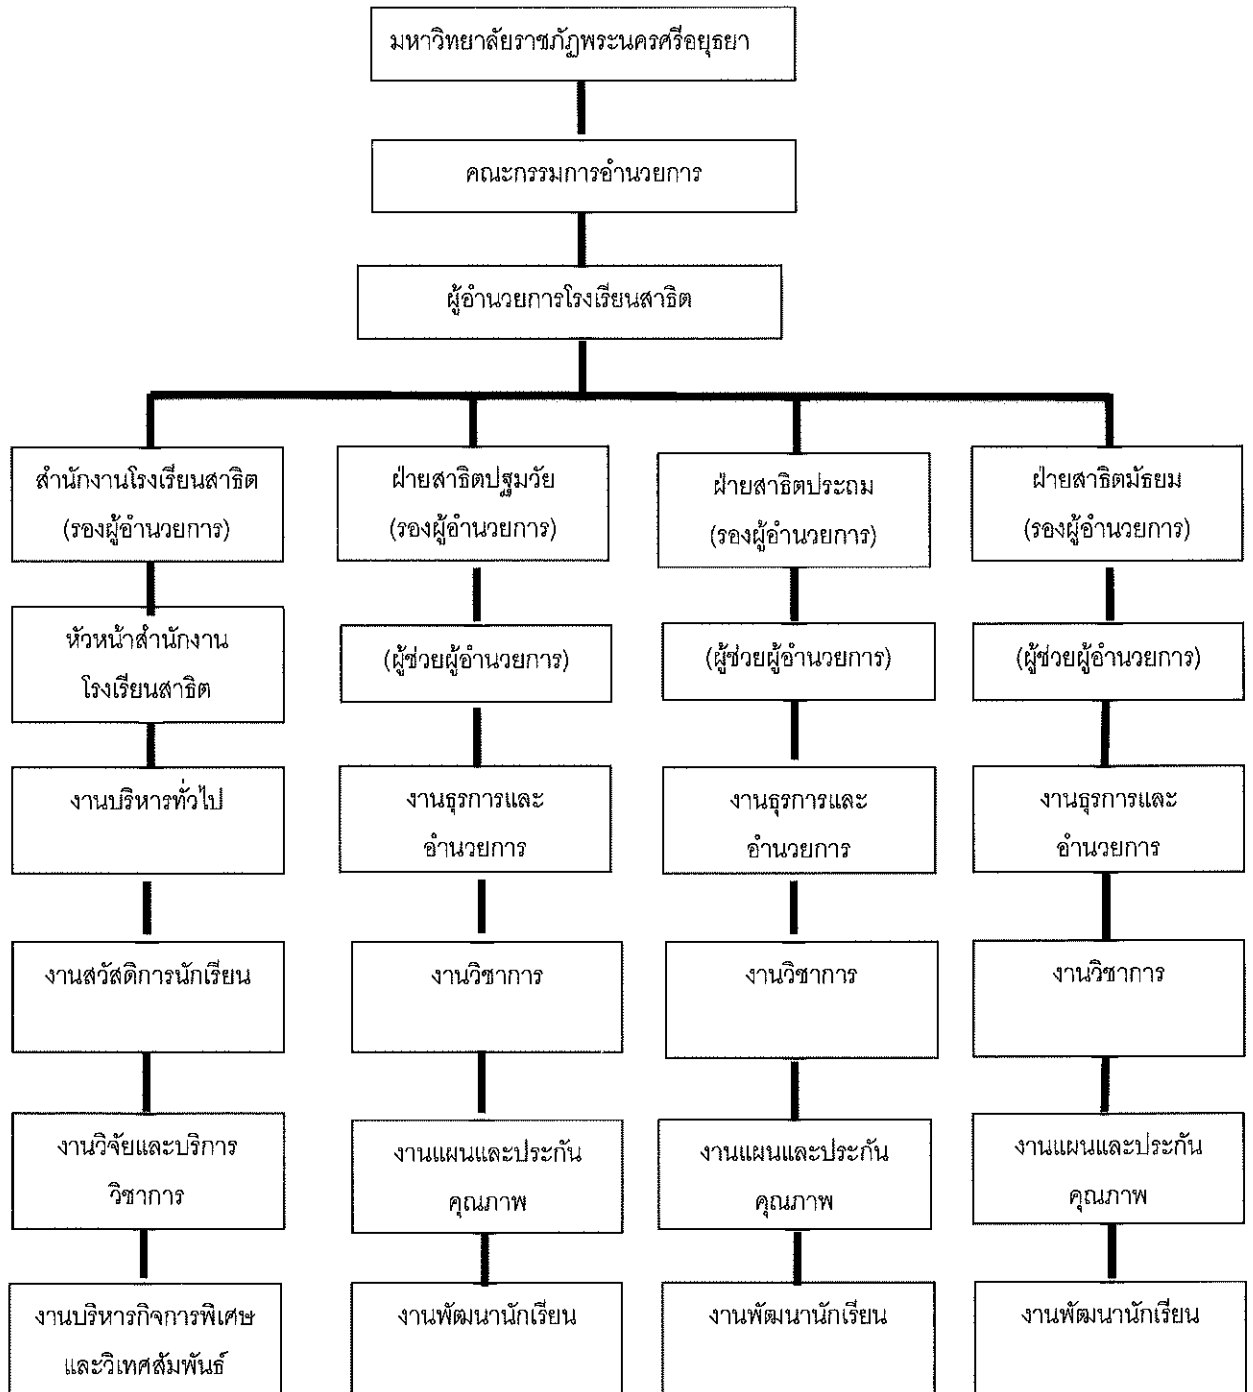 มหาวิทยาลัยราชภัฏพระนครศรีอยุธยา
คณะกรรมการอำนวยการ
ผู้อำนวยการโรงเรียนสาธิต
สำนักงานโรงเรียนสาธิต
(รองผู้อำนวยการ)
ฝ่ายสาธิตปฐมวัย
(รองผู้อำนวยการ)
ฝ่ายสาธิตประถม
(รองผู้อำนวยการ)
ฝ่ายสาธิตมัธยม
(รองผู้อำนวยการ)
หัวหน้าสำนักงาน
โรงเรียนสาธิต
(ผู้ช่วยผู้อำนวยการ)
(ผู้ช่วยผู้อำนวยการ)
(ผู้ช่วยผู้อำนวยการ)
งานบริหารทั่วไป
งานธุรการและ
อำนวยการ
งานธุรการและ
อำนวยการ
งานธุรการและ
อำนวยการ
งานสวัสดิการนักเรียน
งานวิชาการ
งานวิชาการ
งานวิชาการ
งานวิจัยและบริการ
วิชาการ
งานแผนและประกัน
คุณภาพ
งานแผนและประกัน
คุณภาพ
งานแผนและประกัน
คุณภาพ
งานบริหารกิจการพิเศษ
และวิเทศสัมพันธ์
งานพัฒนานักเรียน
งานพัฒนานักเรียน
งานพัฒนานักเรียน